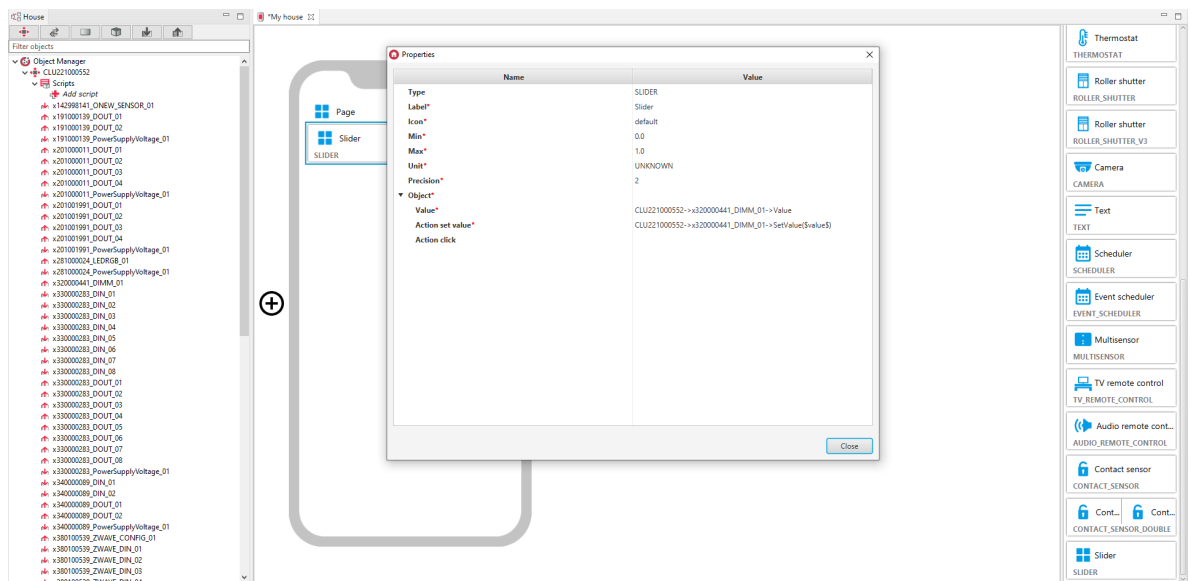 House
Filter objects
Object Manager
CLU221000552
Scripts
Add script
x142998141_ONEW_SENSOR_01
x191000139_DOUT_01
x191000139_DOUT_02
x191000139_PowerSupplyVoltage_01
x201000011_DOUT_01
x201000011_DOUT_02
x201000011_DOUT_03
x201000011_DOUT_04
x201000011_PowerSupplyVoltage_01
x201001991_DOUT_01
x201001991_DOUT_02
x201001991_DOUT_03
x201001991_DOUT_04
x201001991_PowerSupplyVoltage_01
x281000024_LEDRGB_01
x281000024_PowerSupplyVoltage_01
x320000441_DIMM_01
x330000283_DIN_01
x330000283_DIN_02
x330000283_DIN_03
x330000283_DIN_04
x330000283_DIN_05
x330000283_DIN_06
x330000283_DIN_07
x330000283_DIN_08
x330000283_DOUT_01
x330000283_DOUT_02
x330000283_DOUT_03
x330000283_DOUT_04
x330000283_DOUT_05
x330000283_DOUT_06
x330000283_DOUT_07
x330000283_DOUT_08
x330000283_PowerSupplyVoltage_01
x340000089_DIN_01
x340000089_DIN_02
x340000089_DOUT_01
x340000089_DOUT_02
x340000089_PowerSupplyVoltage_01
x380100539_ZWAVE_CONFIG_01
x380100539_ZWAVE_DIN_01
x380100539_ZWAVE_DIN_02
x380100539_ZWAVE_DIN_03
*My house
Page
Slider
SLIDER
Properties
Name Value
Type SLIDER
Label* Slider
Icon* default
Min* 0.0
Max* 1.0
Unit* UNKNOWN
Precision* 2
Object*
Value* CLU221000552->x320000441_DIMM_01->Value
Action set value* CLU221000552->x320000441_DIMM_01->SetValue($value$)
Action click
Close
Thermostat
THERMOSTAT
Roller shutter
ROLLER_SHUTTER
Roller shutter
ROLLER_SHUTTER_V3
Camera
CAMERA
Text
TEXT
Scheduler
SCHEDULER
Event scheduler
EVENT_SCHEDULER
Multisensor
MULTISENSOR
TV remote control
TV_REMOTE_CONTROL
Audio remote cont...
AUDIO_REMOTE_CONTROL
Contact sensor
CONTACT_SENSOR
Cont... Cont...
CONTACT_SENSOR_DOUBLE
Slider
SLIDER